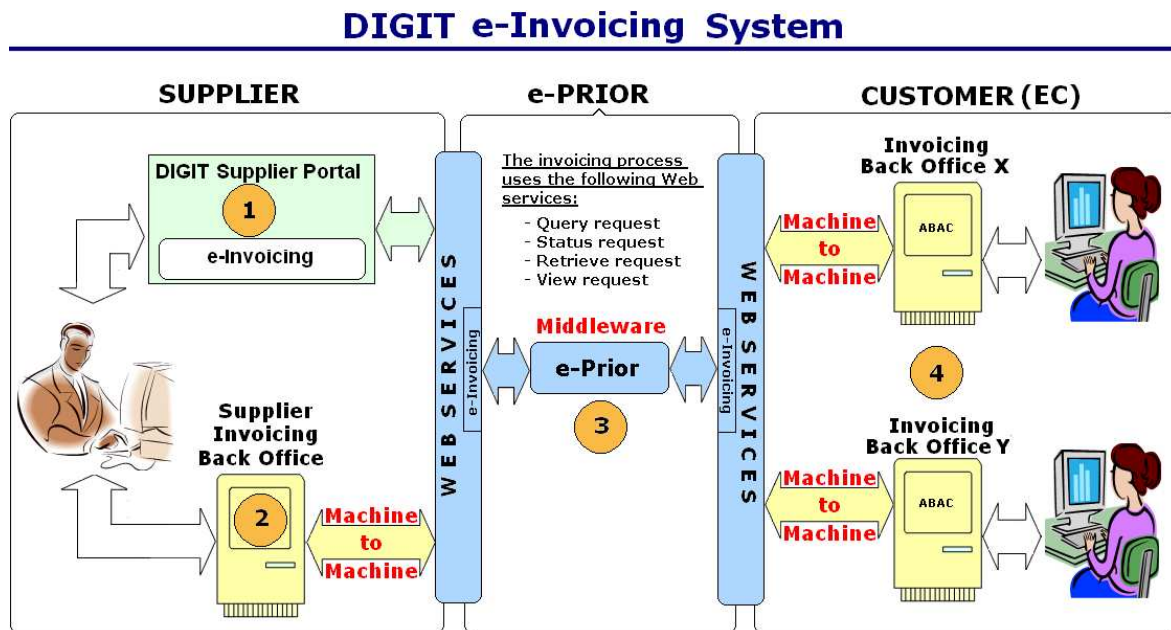 DIGIT e-Invoicing System
SUPPLIER
DIGIT Supplier Portal
1
e-Invoicing
Supplier
Invoicing
Back Office
2
Machine
to
Machine
WEB SERVICES
e-Invoicing
e-PRIOR
The invoicing process
uses the following Web
services:
- Query request
- Status request
- Retrieve request
- View request
Middleware
e-Prior
3
WEB SERVICES
e-Invoicing
CUSTOMER (EC)
Invoicing
Back Office X
Machine
to
Machine
ABAC
4
Invoicing
Back Office Y
Machine
to
Machine
ABAC